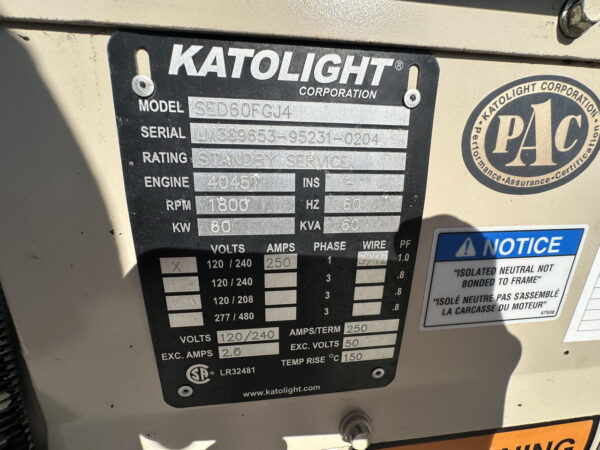 KATOLIGHT®
CORPORATION
MODEL SED60FGJ4
SERIAL LM389653-95231-0204
RATING STANDBY SERVICE
ENGINE 4045T INS -
RPM 1800 HZ 60
KW 60 KVA 60
VOLTS AMPS PHASE WIRE PF
X 120 / 240 250 1 1.0
120 / 240 3 .8
120 / 208 3 .8
277 / 480 3 .8
VOLTS 120/240 AMPS/TERM 250
EXC. AMPS 2.0 EXC. VOLTS 50
TEMP RISE °C 150
LR32481
www.katolight.com
KATOLIGHT CORPORATION
PAC
Performance-Assurance-Certification
NOTICE
"ISOLATED NEUTRAL NOT
BONDED TO FRAME"
"ISOLÉ NEUTRE PAS S'ASSEMBLÉ
LA CARCASSE DU MOTEUR"